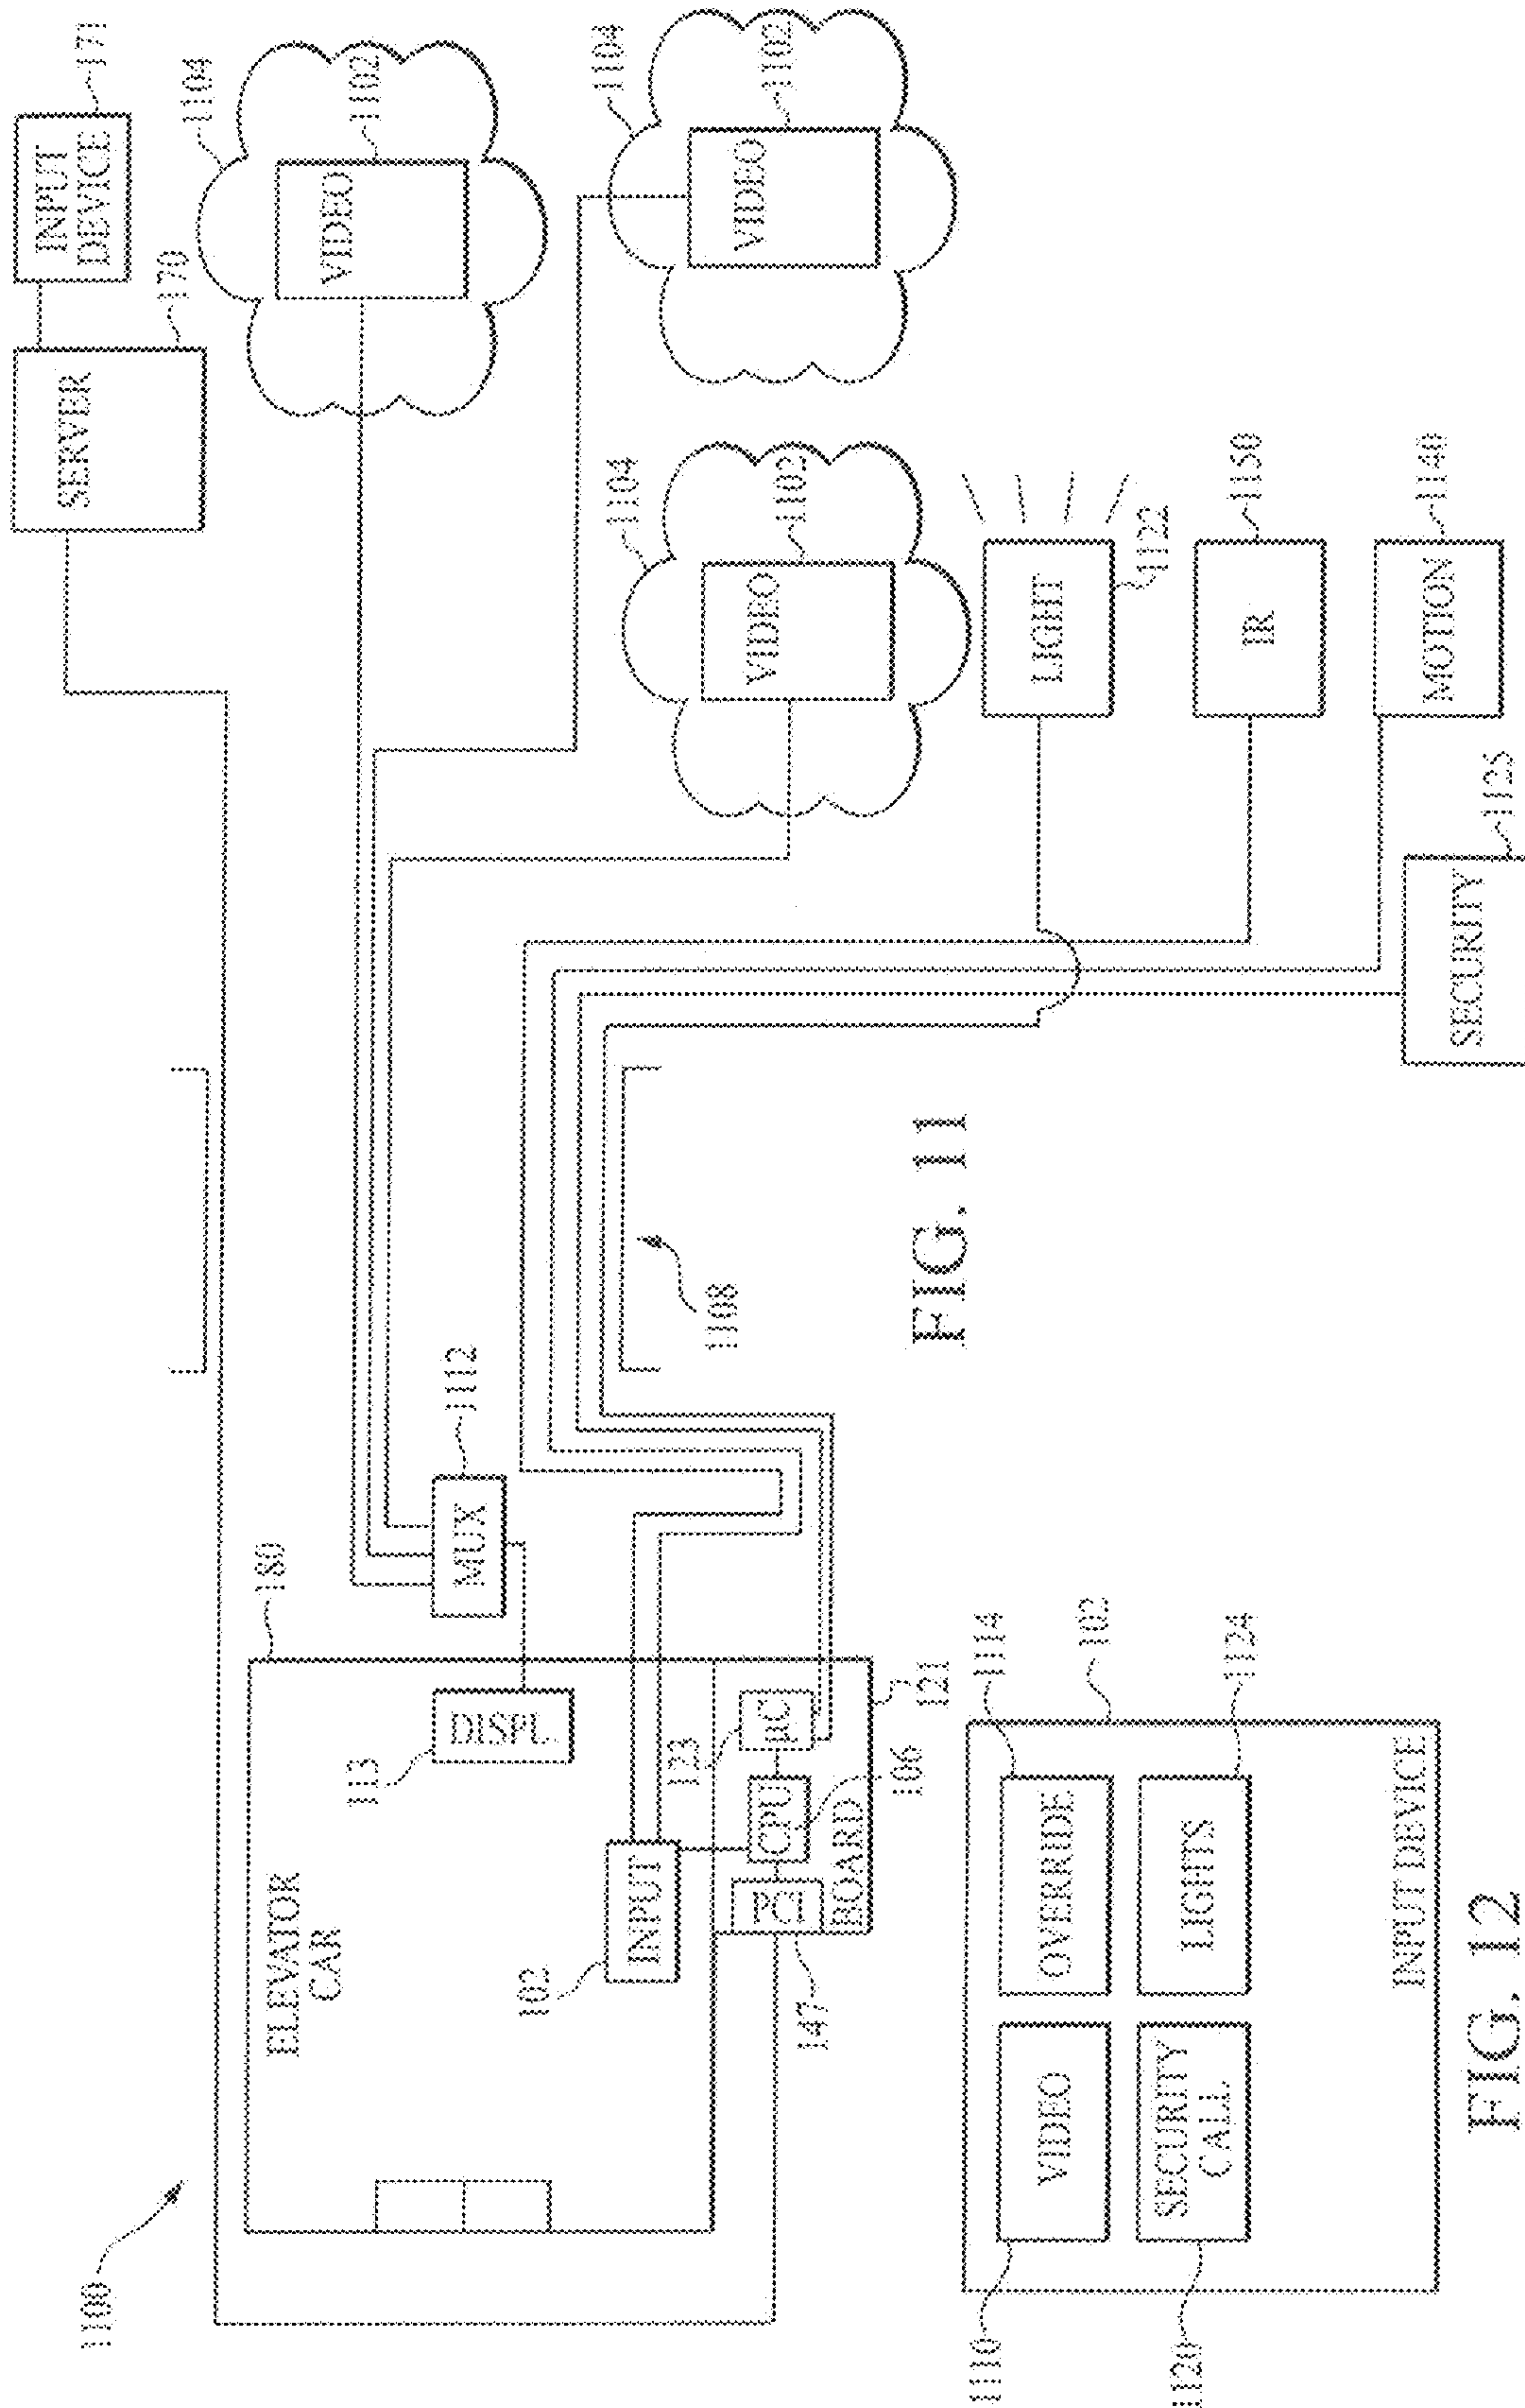 1100
ELEVATOR
CAR
180
113
DISPL.
MUX
1112
102
INPUT
123
μC
CPU
106
PCI
147
BOARD
121
1108
SERVER
170
INPUT
DEVICE
171
VIDEO
1102
1104
VIDEO
1102
1104
VIDEO
1102
1104
LIGHT
1122
IR
1150
MOTION
1140
SECURITY
1125
FIG. 11
1110
VIDEO
OVERRIDE
1114
102
1120
SECURITY
CALL
LIGHTS
1124
INPUT DEVICE
FIG. 12